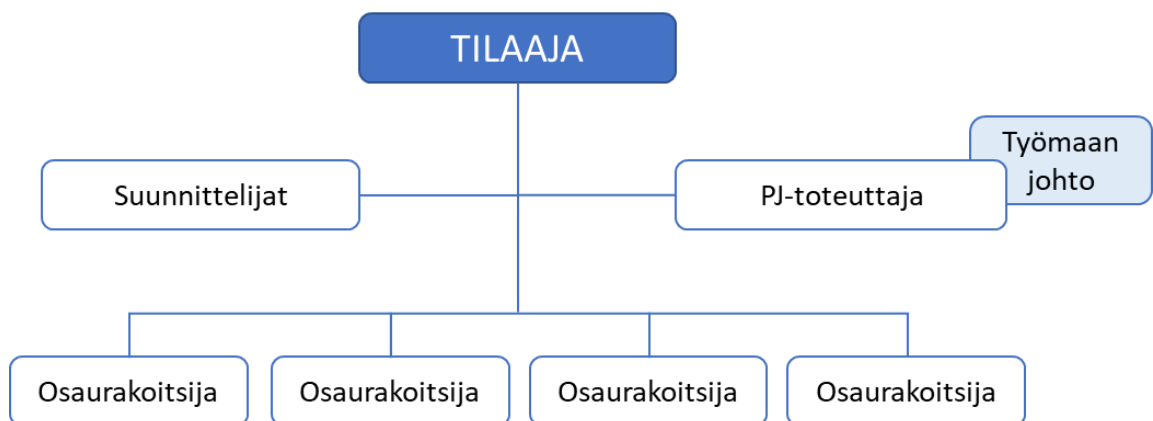 TILAAJA
Työmaan
johto
Suunnittelijat
PJ-toteuttaja
Osaurakoitsija
Osaurakoitsija
Osaurakoitsija
Osaurakoitsija